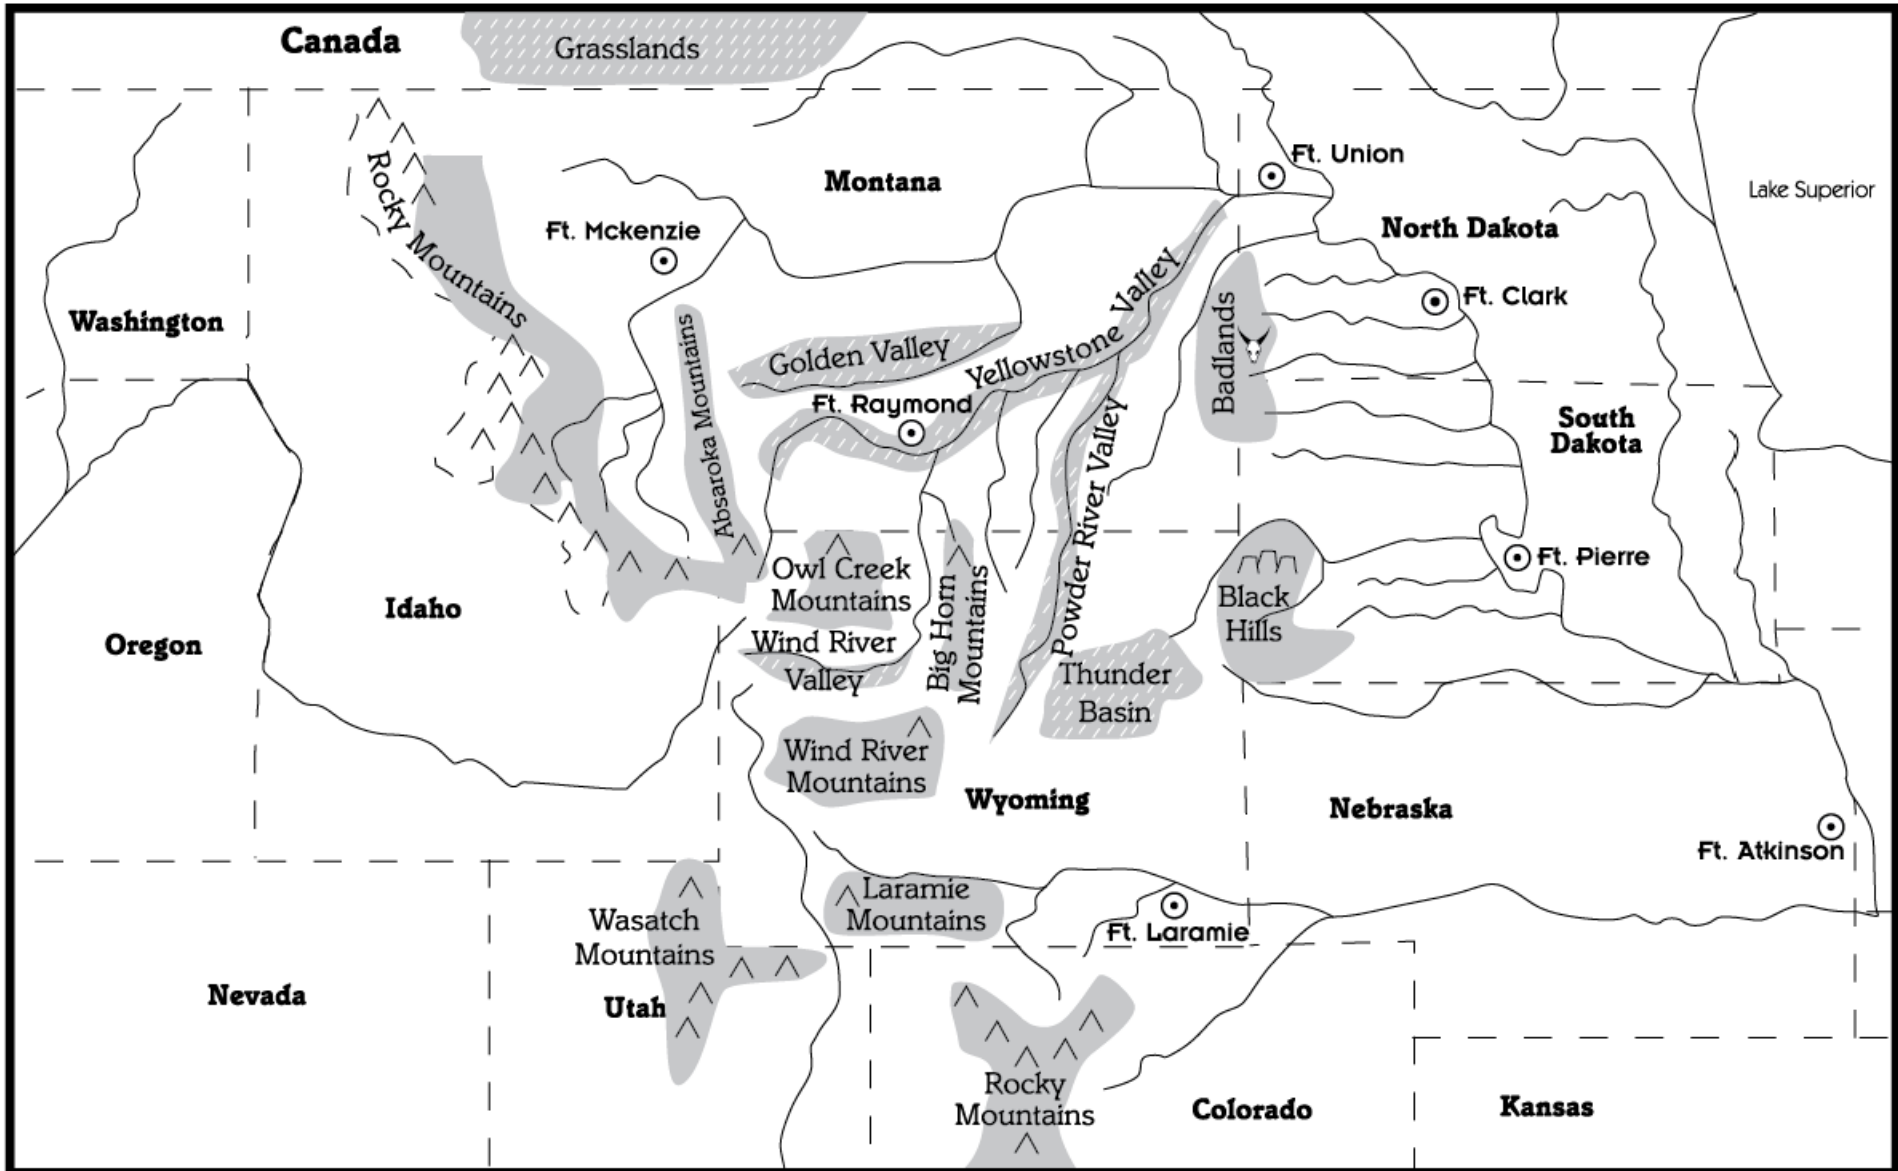 Canada
Grasslands
Rocky Mountains
Montana
Ft. Union
Lake Superior
North Dakota
Ft. Mckenzie
Ft. Clark
Washington
Absaroka Mountains
Golden Valley
Yellowstone Valley
Badlands
Ft. Raymond
South
Dakota
Powder River Valley
Ft. Pierre
Owl Creek
Mountains
Big Horn
Mountains
Black
Hills
Idaho
Oregon
Wind River
Valley
Thunder
Basin
Wind River
Mountains
Wyoming
Nebraska
Ft. Atkinson
Laramie
Mountains
Ft. Laramie
Wasatch
Mountains
Nevada
Utah
Rocky
Mountains
Colorado
Kansas